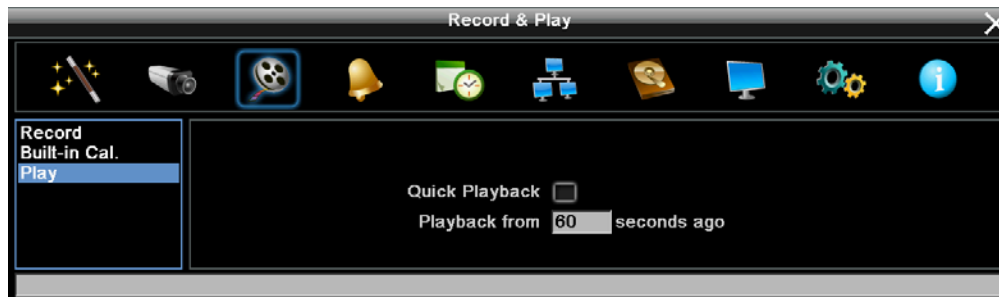 Record & Play
Record
Built-in Cal.
Play
Quick Playback
Playback from 60 seconds ago